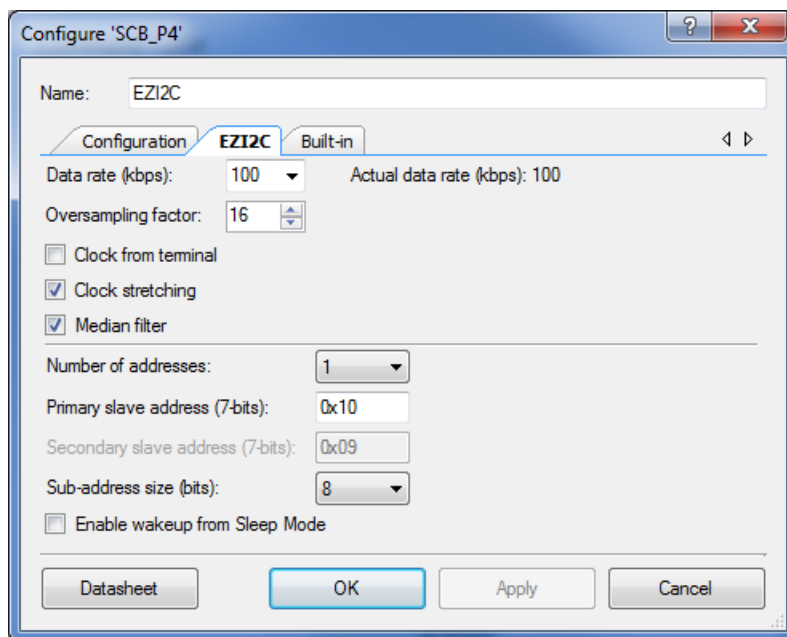 Configure 'SCB_P4'
Name: EZI2C
Configuration EZI2C Built-in
Data rate (kbps): 100 Actual data rate (kbps): 100
Oversampling factor: 16
Clock from terminal
Clock stretching
Median filter
Number of addresses: 1
Primary slave address (7-bits): 0x10
Secondary slave address (7-bits): 0x09
Sub-address size (bits): 8
Enable wakeup from Sleep Mode
Datasheet OK Apply Cancel